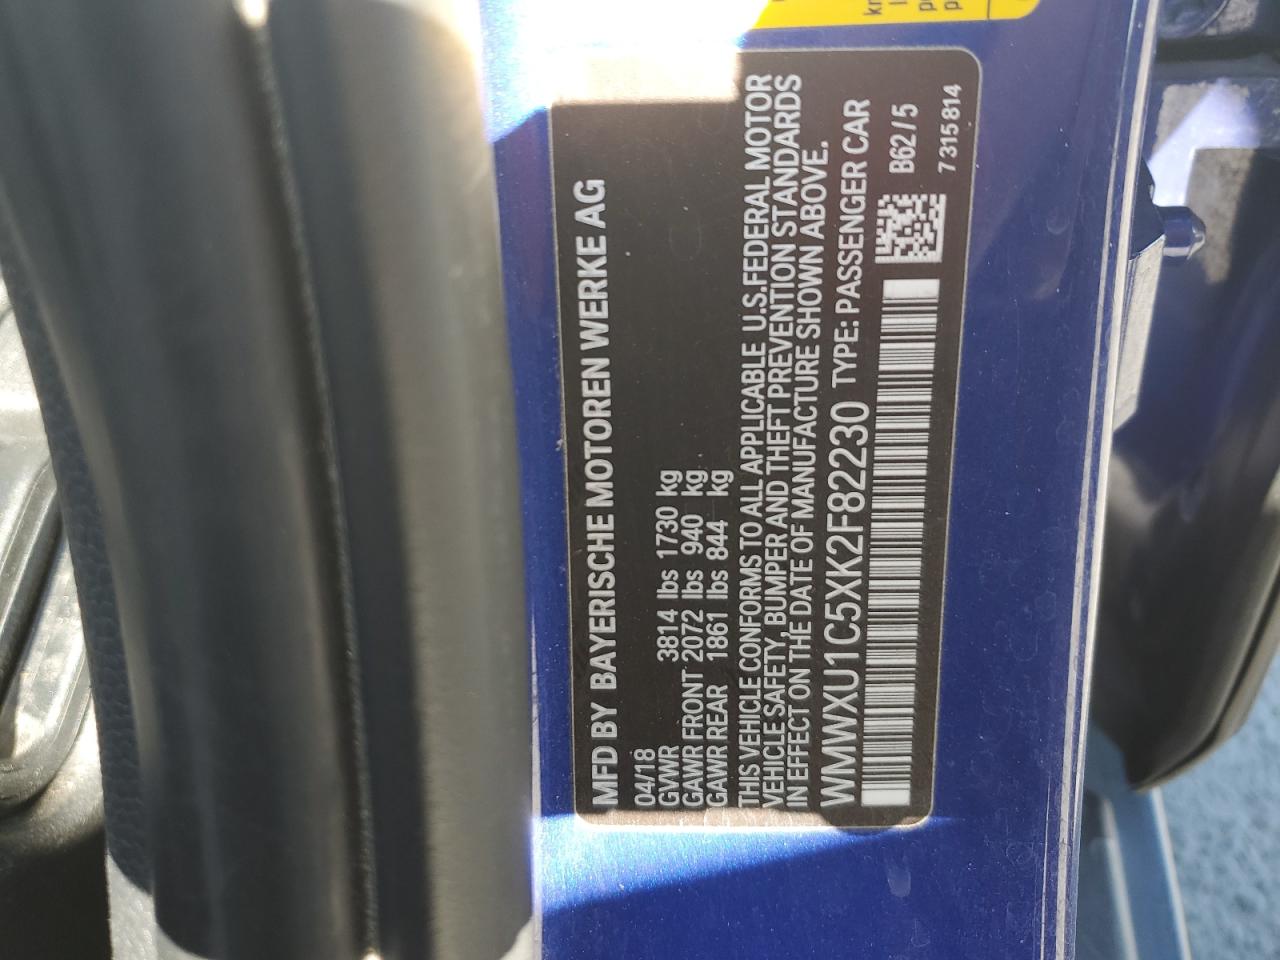 MFD BY BAYERISCHE MOTOREN WERKE AG
04/18
GVWR 3814 lbs 1730 kg
GAWR FRONT 2072 lbs 940 kg
GAWR REAR 1861 lbs 844 kg
THIS VEHICLE CONFORMS TO ALL APPLICABLE U.S.FEDERAL MOTOR
VEHICLE SAFETY, BUMPER AND THEFT PREVENTION STANDARDS
IN EFFECT ON THE DATE OF MANUFACTURE SHOWN ABOVE.
WMWXU1C5XK2F82230 TYPE: PASSENGER CAR
B62/5
7315814